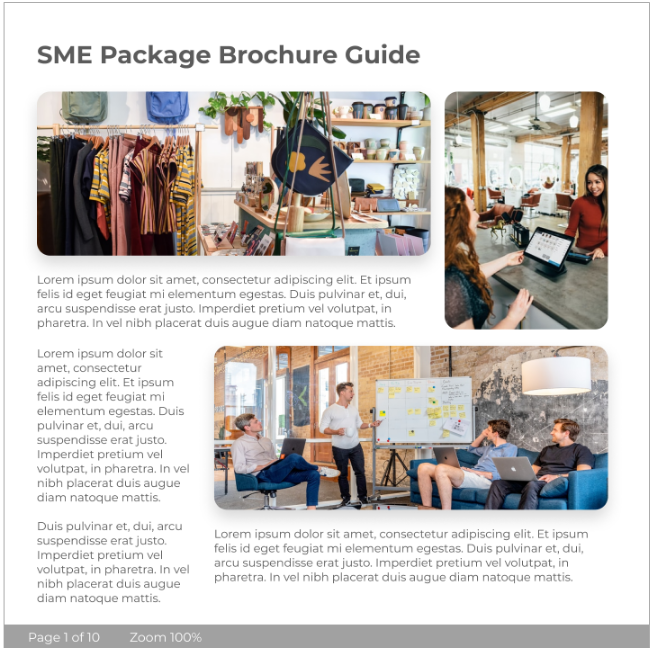 SME Package Brochure Guide
Lorem ipsum dolor sit amet, consectetur adipiscing elit. Et ipsum
felis id eget feugiat mi elementum egestas. Duis pulvinar et, dui,
arcu suspendisse erat justo. Imperdiet pretium vel volutpat, in
pharetra. In vel nibh placerat duis augue diam natoque mattis.
Lorem ipsum dolor sit
amet, consectetur
adipiscing elit. Et ipsum
felis id eget feugiat mi
elementum egestas. Duis
pulvinar et, dui, arcu
suspendisse erat justo.
Imperdiet pretium vel
volutpat, in pharetra. In vel
nibh placerat duis augue
diam natoque mattis.
Duis pulvinar et, dui, arcu
suspendisse erat justo.
Imperdiet pretium vel
volutpat, in pharetra. In vel
nibh placerat duis augue
diam natoque mattis.
Lorem ipsum dolor sit amet, consectetur adipiscing elit. Et ipsum
felis id eget feugiat mi elementum egestas. Duis pulvinar et, dui,
arcu suspendisse erat justo. Imperdiet pretium vel volutpat, in
pharetra. In vel nibh placerat duis augue diam natoque mattis.
Page 1 of 10 Zoom 100%